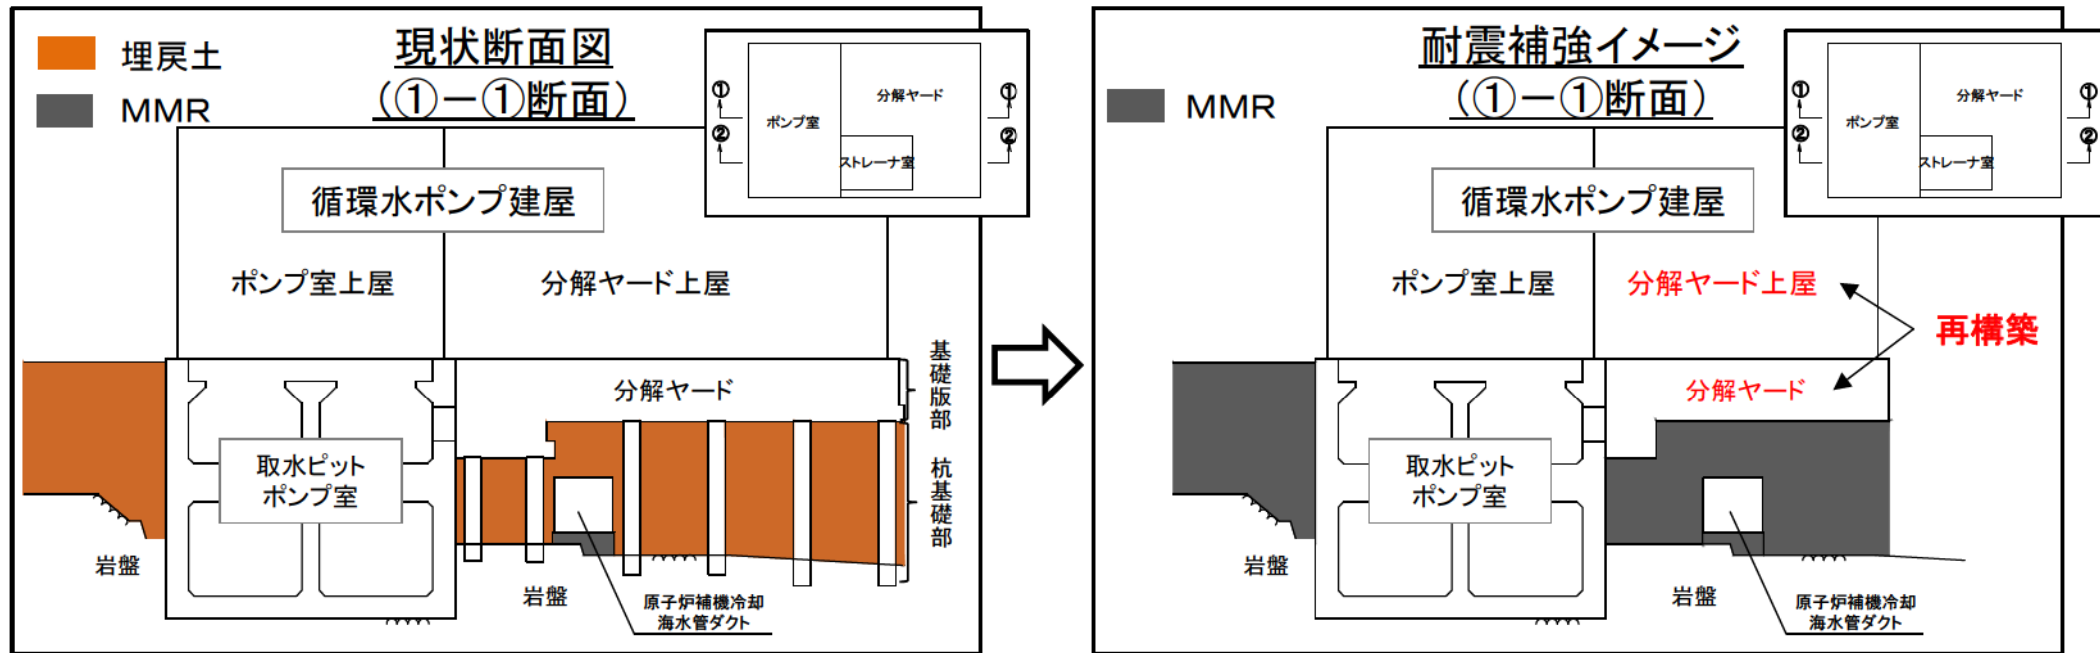 埋戻土
MMR
現状断面図
(①-①断面)
①
②
ポンプ室
分解ヤード
ストレーナ室
①
②
循環水ポンプ建屋
ポンプ室上屋
分解ヤード上屋
分解ヤード
基礎版部
杭基礎部
取水ピット
ポンプ室
岩盤
岩盤
原子炉補機冷却
海水管ダクト
MMR
耐震補強イメージ
(①-①断面)
①
②
ポンプ室
分解ヤード
ストレーナ室
①
②
循環水ポンプ建屋
ポンプ室上屋
分解ヤード上屋
再構築
分解ヤード
取水ピット
ポンプ室
岩盤
岩盤
原子炉補機冷却
海水管ダクト